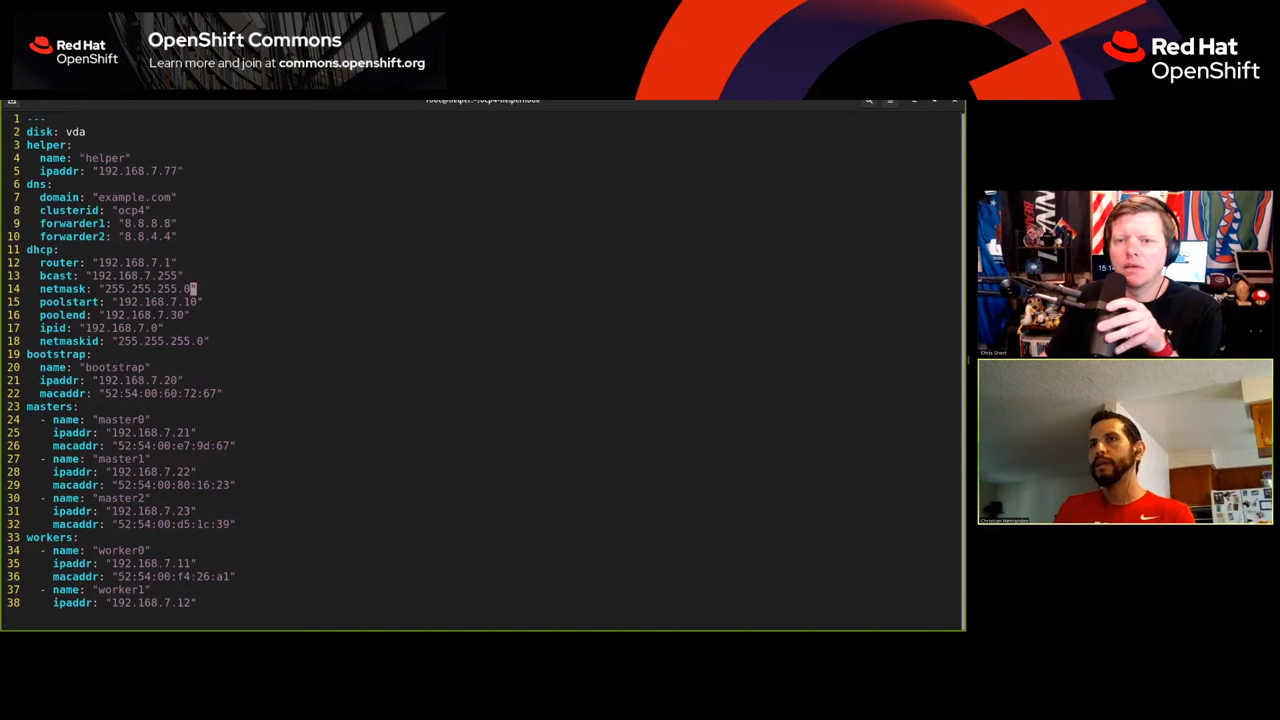 Red Hat
OpenShift
OpenShift Commons
Learn more and join at commons.openshift.org
Red Hat
OpenShift
root@helper:~/ocp4-helpernode
1 ---
2 disk: vda
3 helper:
4   name: "helper"
5   ipaddr: "192.168.7.77"
6 dns:
7   domain: "example.com"
8   clusterid: "ocp4"
9   forwarder1: "8.8.8.8"
10   forwarder2: "8.8.4.4"
11 dhcp:
12   router: "192.168.7.1"
13   bcast: "192.168.7.255"
14   netmask: "255.255.255.0"
15   poolstart: "192.168.7.10"
16   poolend: "192.168.7.30"
17   ipid: "192.168.7.0"
18   netmaskid: "255.255.255.0"
19 bootstrap:
20   name: "bootstrap"
21   ipaddr: "192.168.7.20"
22   macaddr: "52:54:00:60:72:67"
23 masters:
24   - name: "master0"
25     ipaddr: "192.168.7.21"
26     macaddr: "52:54:00:e7:9d:67"
27   - name: "master1"
28     ipaddr: "192.168.7.22"
29     macaddr: "52:54:00:80:16:23"
30   - name: "master2"
31     ipaddr: "192.168.7.23"
32     macaddr: "52:54:00:d5:1c:39"
33 workers:
34   - name: "worker0"
35     ipaddr: "192.168.7.11"
36     macaddr: "52:54:00:f4:26:a1"
37   - name: "worker1"
38     ipaddr: "192.168.7.12"
15:1
Chris Short
Christian Hernandez